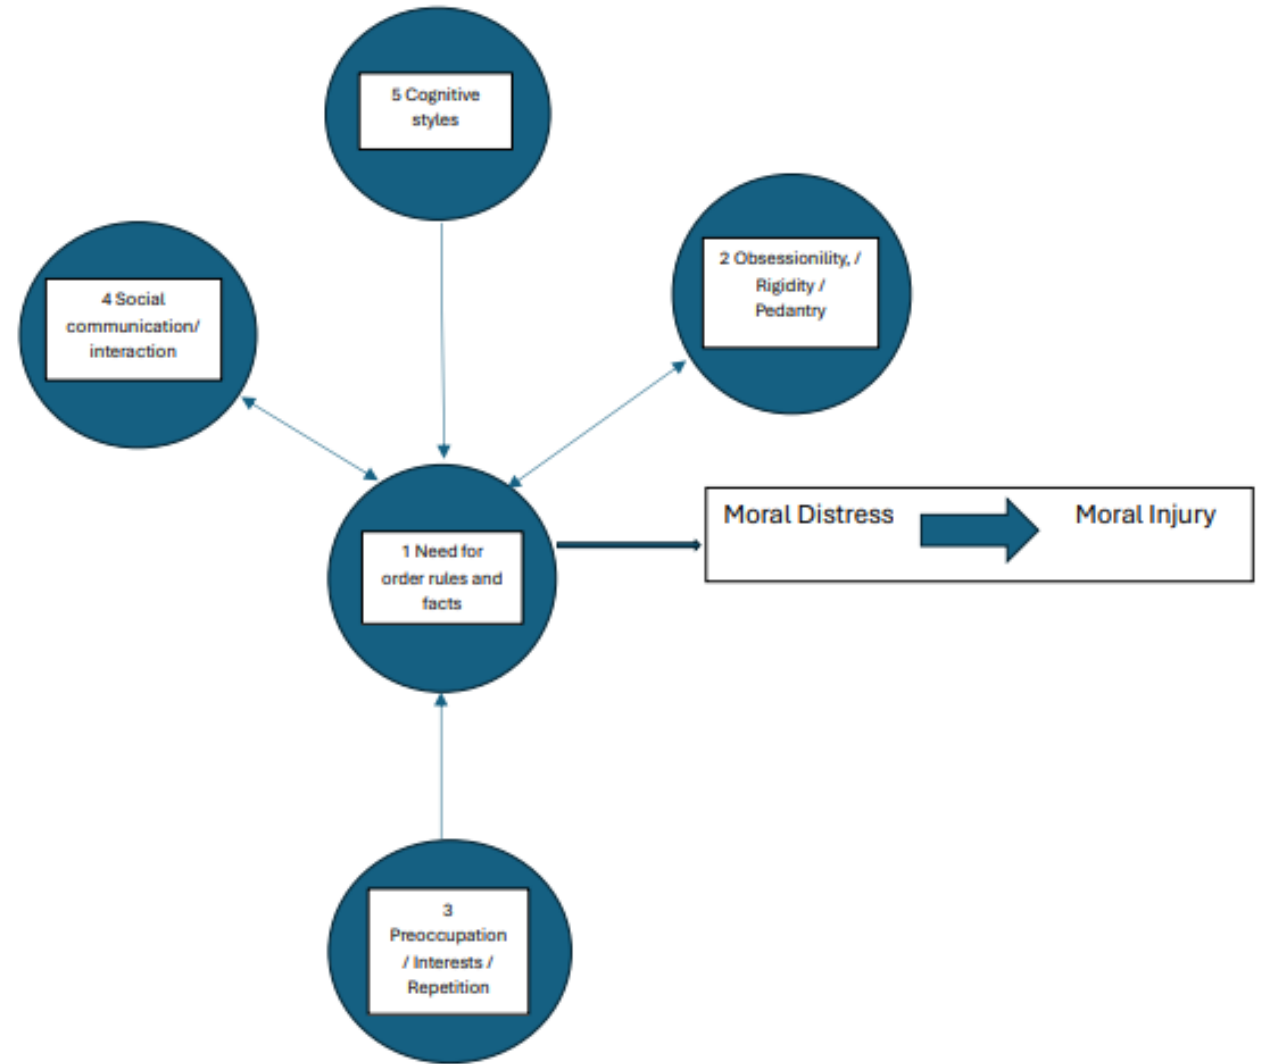 5 Cognitive
styles
2 Obsessionility, /
Rigidity /
Pedantry
4 Social
communication/
interaction
Moral Distress
Moral Injury
1 Need for
order rules and
facts
3
Preoccupation
/ Interests /
Repetition